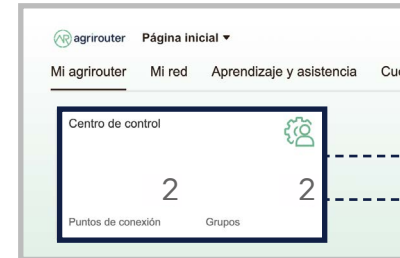 agrirouter Página inicial
Mi agrirouter Mi red Aprendizaje y asistencia
Centro de control
2 2
Puntos de conexión Grupos